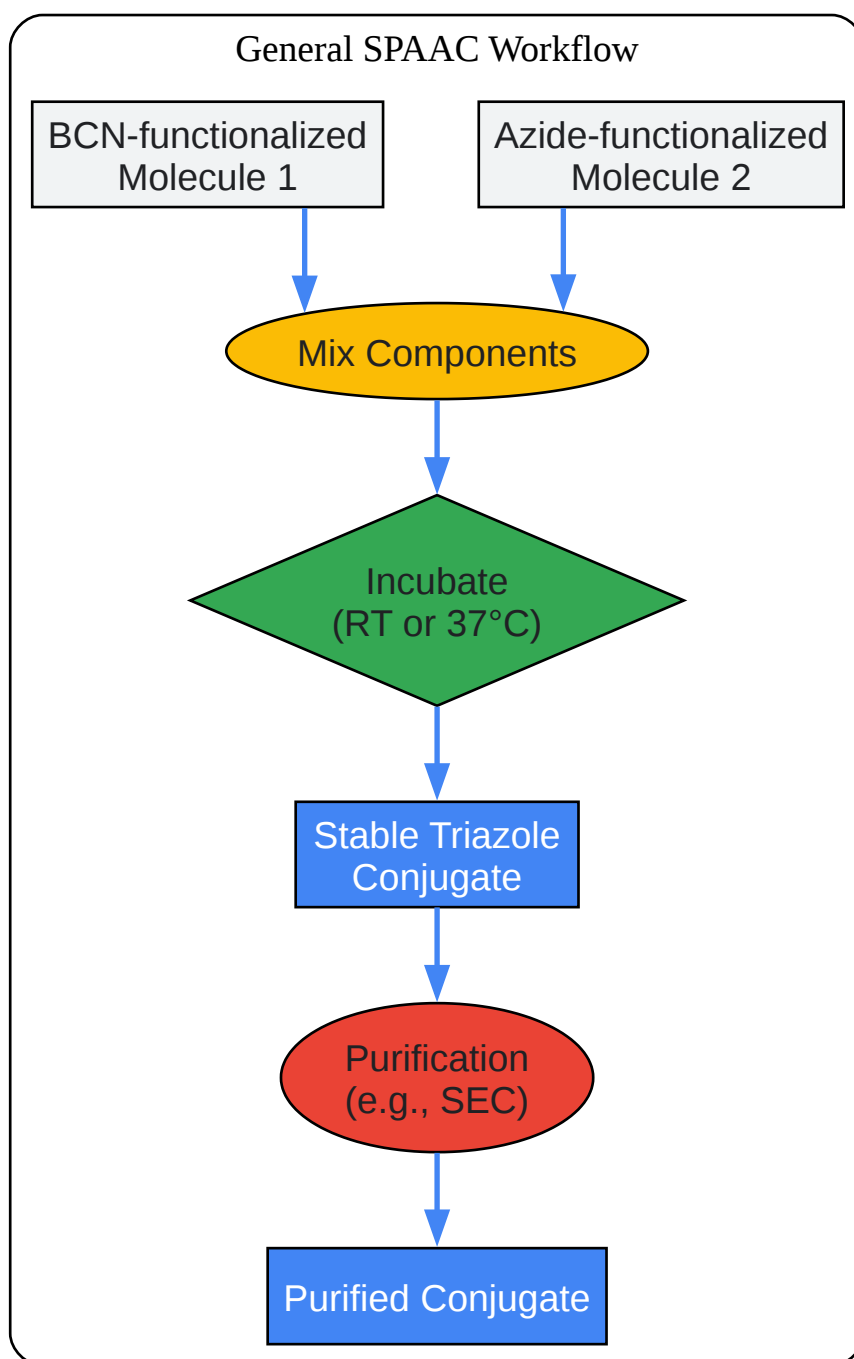 General SPAAC Workflow
BCN-functionalized
Molecule 1
Azide-functionalized
Molecule 2
Mix Components
Incubate
(RT or 37°C)
Stable Triazole
Conjugate
Purification
(e.g., SEC)
Purified Conjugate